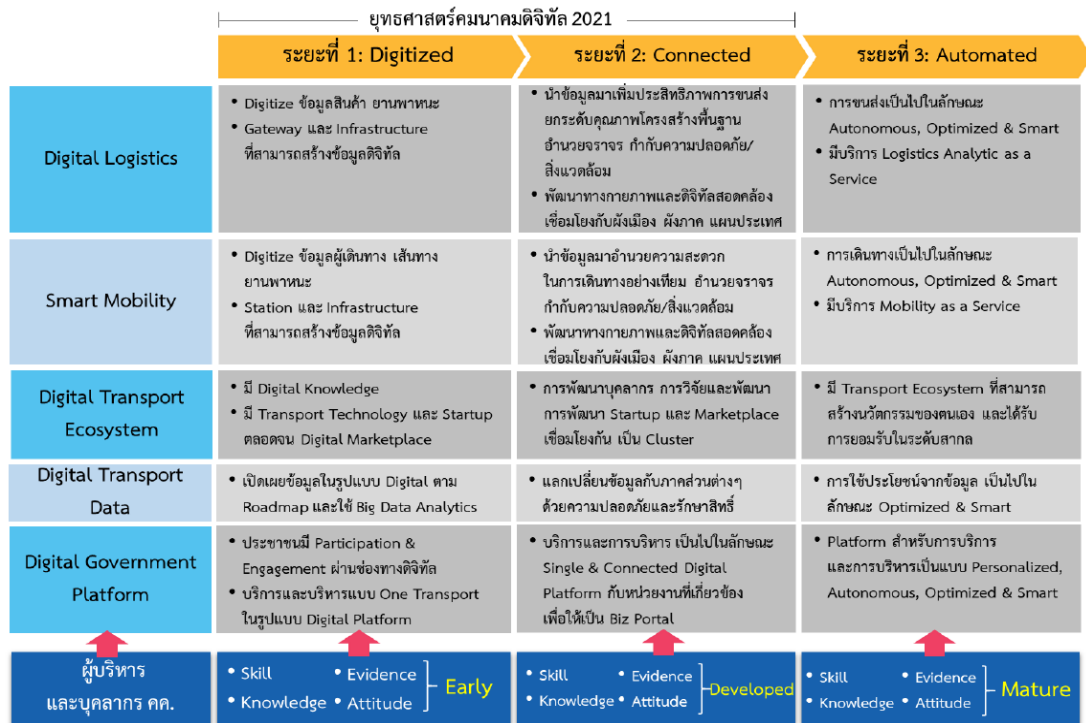 ยุทธศาสตร์คมนาคมดิจิทัล 2021
ระยะที่ 1: Digitized
ระยะที่ 2: Connected
ระยะที่ 3: Automated
Digital Logistics
• Digitize ข้อมูลสินค้า ยานพาหนะ
• Gateway และ Infrastructure
ที่สามารถสร้างข้อมูลดิจิทัล
• นำข้อมูลมาเพิ่มประสิทธิภาพการขนส่ง
ยกระดับคุณภาพโครงสร้างพื้นฐาน
อำนวยจราจร กำกับความปลอดภัย/
สิ่งแวดล้อม
• พัฒนาทางกายภาพและดิจิทัลสอดคล้อง
เชื่อมโยงกับผังเมือง ผังภาค แผนประเทศ
• การขนส่งเป็นไปในลักษณะ
Autonomous, Optimized & Smart
• มีบริการ Logistics Analytic as a
Service
Smart Mobility
• Digitize ข้อมูลผู้เดินทาง เส้นทาง
ยานพาหนะ
• Station และ Infrastructure
ที่สามารถสร้างข้อมูลดิจิทัล
• นำข้อมูลมาอำนวยความสะดวก
ในการเดินทางอย่างเทียม อำนวยจราจร
กำกับความปลอดภัย/สิ่งแวดล้อม
• พัฒนาทางกายภาพและดิจิทัลสอดคล้อง
เชื่อมโยงกับผังเมือง ผังภาค แผนประเทศ
• การเดินทางเป็นไปในลักษณะ
Autonomous, Optimized & Smart
• มีบริการ Mobility as a Service
Digital Transport
Ecosystem
• มี Digital Knowledge
• มี Transport Technology และ Startup
ตลอดจน Digital Marketplace
• การพัฒนาบุคลากร การวิจัยและพัฒนา
การพัฒนา Startup และ Marketplace
เชื่อมโยงกัน เป็น Cluster
• มี Transport Ecosystem ที่สามารถ
สร้างนวัตกรรมของตนเอง และได้รับ
การยอมรับในระดับสากล
Digital Transport
Data
• เปิดเผยข้อมูลในรูปแบบ Digital ตาม
Roadmap และใช้ Big Data Analytics
• แลกเปลี่ยนข้อมูลกับภาคส่วนต่างๆ
ด้วยความปลอดภัยและรักษาสิทธิ์
• การใช้ประโยชน์จากข้อมูล เป็นไปใน
ลักษณะ Optimized & Smart
Digital Government
Platform
• ประชาชนมี Participation &
Engagement ผ่านช่องทางดิจิทัล
• บริการและบริหารแบบ One Transport
ในรูปแบบ Digital Platform
• บริการและการบริหาร เป็นไปในลักษณะ
Single & Connected Digital
Platform กับหน่วยงานที่เกี่ยวข้อง
เพื่อให้เป็น Biz Portal
• Platform สำหรับการบริการ
และการบริหารเป็นแบบ Personalized,
Autonomous, Optimized & Smart
ผู้บริหาร
และบุคลากร คค.
• Skill • Evidence
• Knowledge • Attitude
Early
• Skill • Evidence
• Knowledge • Attitude
Developed
• Skill • Evidence
• Knowledge • Attitude
Mature